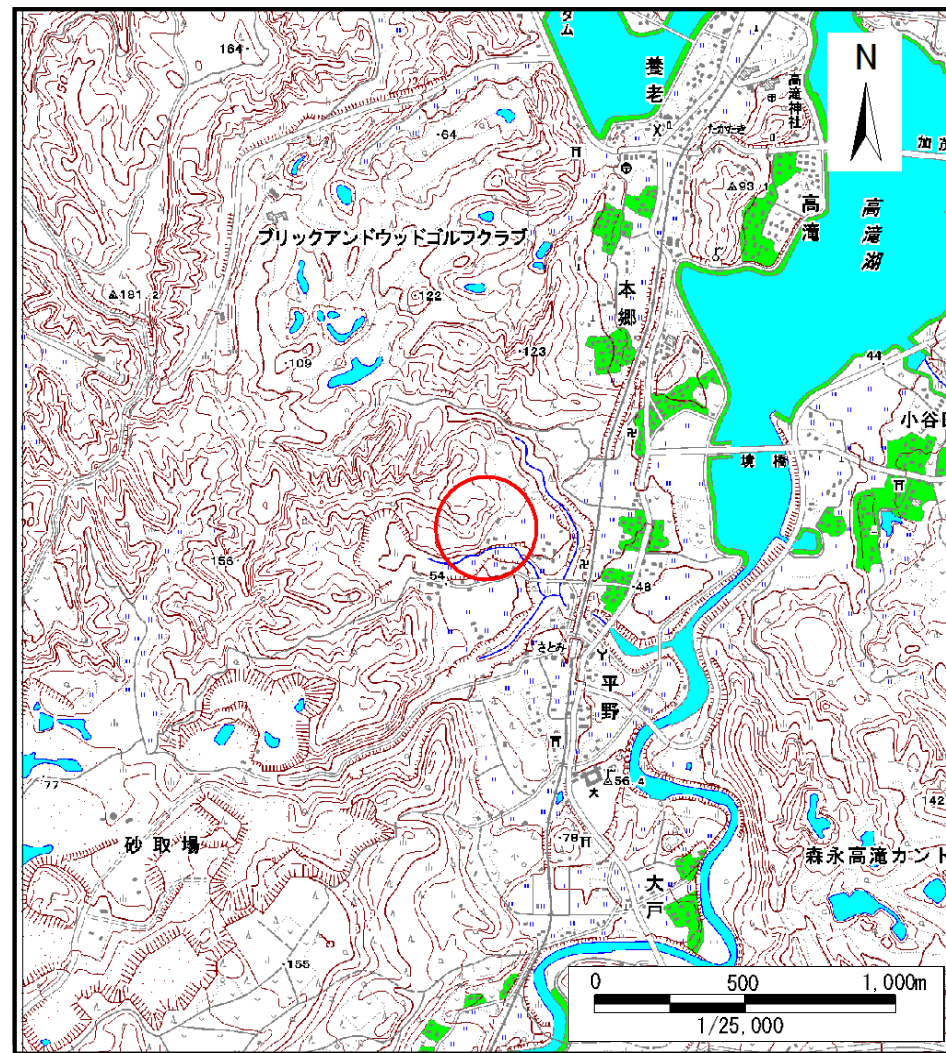 164
ダム
養老
高滝神社
N
64
たかたき
加茂
93.1
高滝
高滝湖
ブリックアンドウッドゴルフクラブ
181.2
122
本郷
123
109
44
小谷田
境橋
156
54
48
さとみ
平野
77
56.4
142
砂取場
78
森永高滝カント
大戸
155
0 500 1,000m
1/25,000